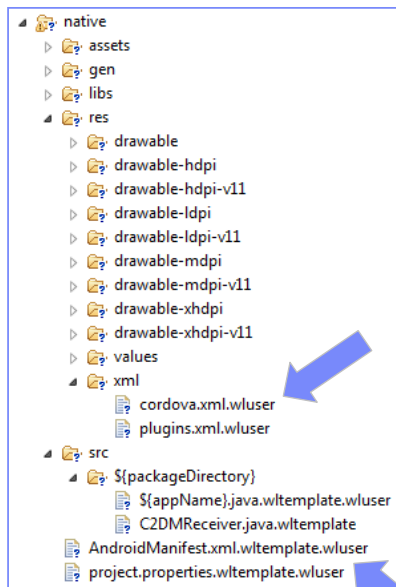 native
assets
gen
libs
res
drawable
drawable-hdpi
drawable-hdpi-v11
drawable-ldpi
drawable-ldpi-v11
drawable-mdpi
drawable-mdpi-v11
drawable-xhdpi
drawable-xhdpi-v11
values
xml
cordova.xml.wluser
plugins.xml.wluser
src
${packageDirectory}
${appName}.java.wltemplate.wluser
C2DMReceiver.java.wltemplate
AndroidManifest.xml.wltemplate.wluser
project.properties.wltemplate.wluser